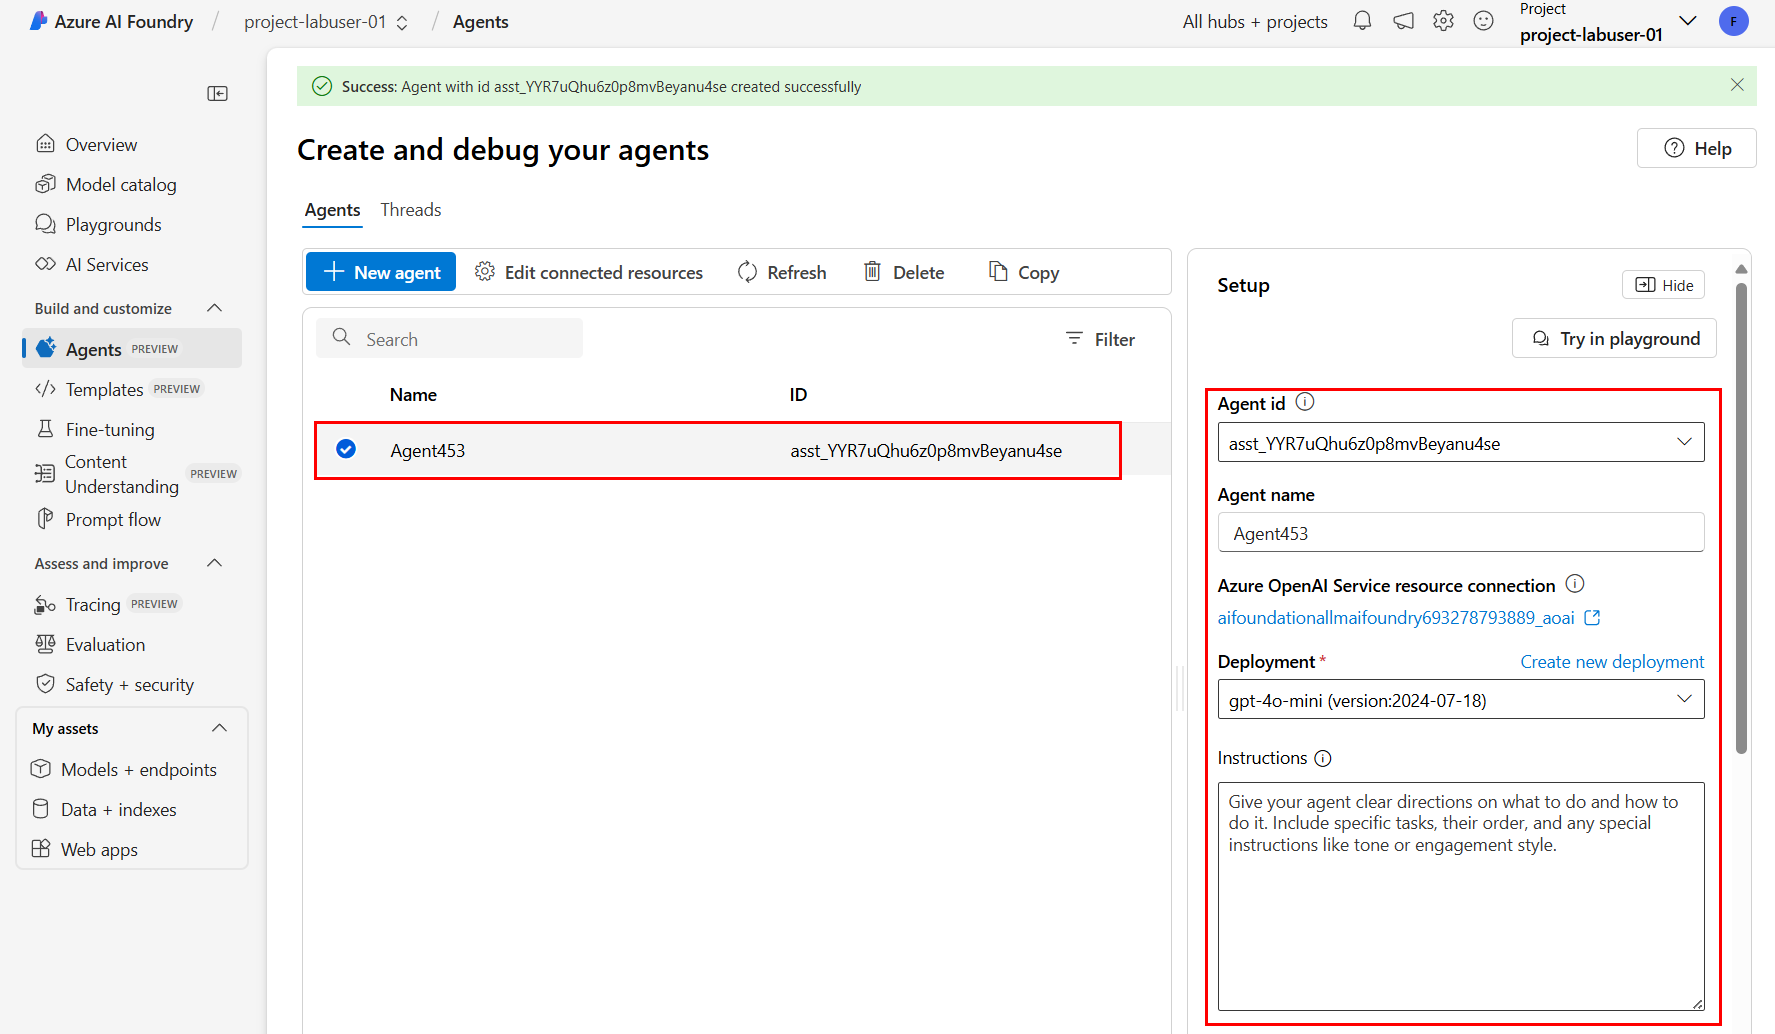 Azure AI Foundry / project-labuser-01 / Agents
All hubs + projects
Project
project-labuser-01
F
Success: Agent with id asst_YYR7uQhu6z0p8mvBeyanu4se created successfully
Overview
Model catalog
Playgrounds
AI Services
Build and customize
Agents PREVIEW
Templates PREVIEW
Fine-tuning
Content
Understanding PREVIEW
Prompt flow
Assess and improve
Tracing PREVIEW
Evaluation
Safety + security
My assets
Models + endpoints
Data + indexes
Web apps
Create and debug your agents
Help
Agents Threads
New agent Edit connected resources Refresh Delete Copy
Search Filter
Name ID
Agent453 asst_YYR7uQhu6z0p8mvBeyanu4se
Setup
Hide
Try in playground
Agent id
asst_YYR7uQhu6z0p8mvBeyanu4se
Agent name
Agent453
Azure OpenAI Service resource connection
aifoundationallmaifoundry693278793889_aoai
Deployment * Create new deployment
gpt-4o-mini (version:2024-07-18)
Instructions
Give your agent clear directions on what to do and how to
do it. Include specific tasks, their order, and any special
instructions like tone or engagement style.